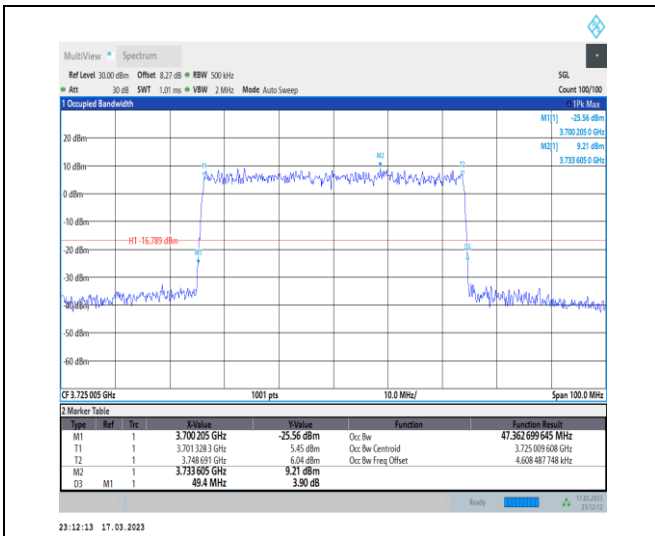 MultiView Spectrum
Ref Level 30.00 dBm Offset 8.27 dB RBW 500 kHz SGL
Att 30 dB SWT 1.01 ms VBW 2 MHz Mode Auto Sweep Count 100/100
1 Occupied Bandwidth 1Pk Max
M1[1] -25.56 dBm
3.700 205 0 GHz
M2[1] 9.21 dBm
3.733 605 0 GHz
20 dBm
M2
T1 T2
10 dBm
0 dBm
-10 dBm
H1 -16.789 dBm
-20 dBm
M1 D3
-30 dBm
-40 dBm
-50 dBm
-60 dBm
CF 3.725 005 GHz 1001 pts 10.0 MHz/ Span 100.0 MHz
2 Marker Table
Type Ref Trc X-Value Y-Value Function Function Result
M1 1 3.700 205 GHz -25.56 dBm Occ Bw 47.362 699 645 MHz
T1 1 3.701 328 3 GHz 5.45 dBm Occ Bw Centroid 3.725 009 608 GHz
T2 1 3.748 691 GHz 6.04 dBm Occ Bw Freq Offset 4.608 487 748 kHz
M2 1 3.733 605 GHz 9.21 dBm
D3 M1 1 49.4 MHz 3.90 dB
Ready 17.03.2023
23:12:12
23:12:13 17.03.2023